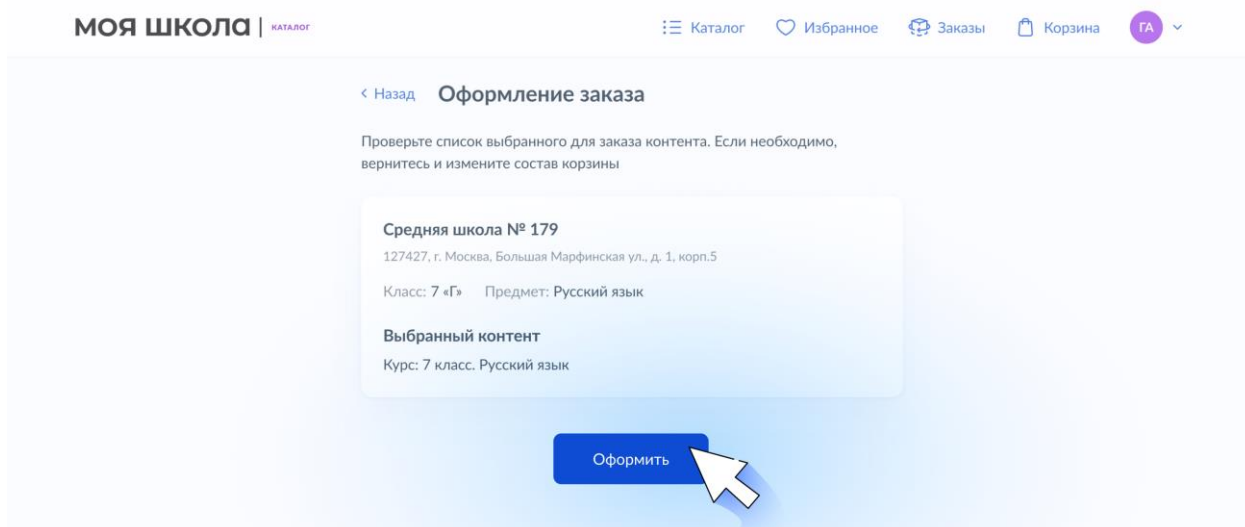 МОЯ ШКОЛА | КАТАЛОГ
Каталог Избранное Заказы Корзина ГА
Назад Оформление заказа
Проверьте список выбранного для заказа контента. Если необходимо,
вернитесь и измените состав корзины
Средняя школа № 179
127427, г. Москва, Большая Марфинская ул., д. 1, корп.5
Класс: 7 «Г» Предмет: Русский язык
Выбранный контент
Курс: 7 класс. Русский язык
Оформить